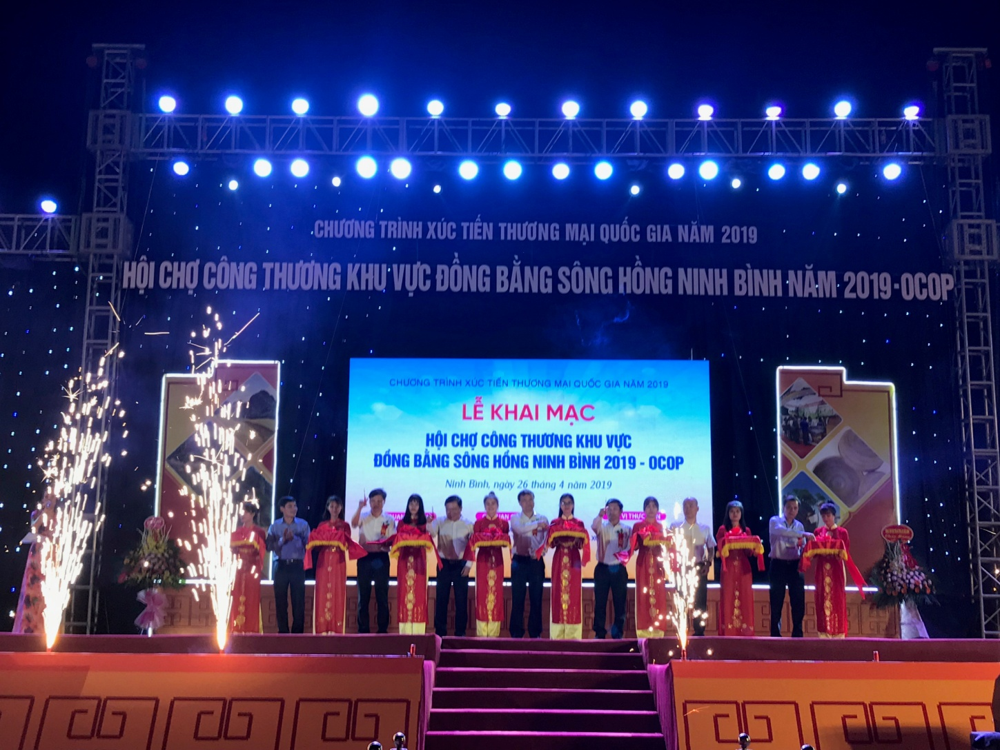 CHƯƠNG TRÌNH XÚC TIẾN THƯƠNG MẠI QUỐC GIA NĂM 2019
HỘI CHỢ CÔNG THƯƠNG KHU VỰC ĐỒNG BẰNG SÔNG HỒNG NINH BÌNH NĂM 2019-OCOP
CHƯƠNG TRÌNH XÚC TIẾN THƯƠNG MẠI QUỐC GIA NĂM 2019
LỄ KHAI MẠC
HỘI CHỢ CÔNG THƯƠNG KHU VỰC
ĐỒNG BẰNG SÔNG HỒNG NINH BÌNH 2019 - OCOP
Ninh Bình, ngày 26 tháng 4 năm 2019